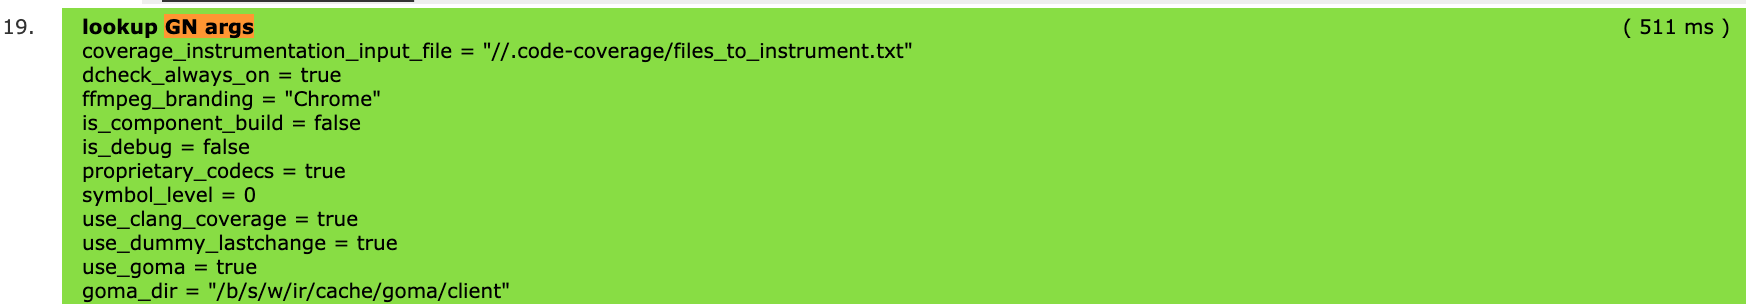 19. lookup GN args ( 511 ms )
coverage_instrumentation_input_file = "//.code-coverage/files_to_instrument.txt"
dcheck_always_on = true
ffmpeg_branding = "Chrome"
is_component_build = false
is_debug = false
proprietary_codecs = true
symbol_level = 0
use_clang_coverage = true
use_dummy_lastchange = true
use_goma = true
goma_dir = "/b/s/w/ir/cache/goma/client"